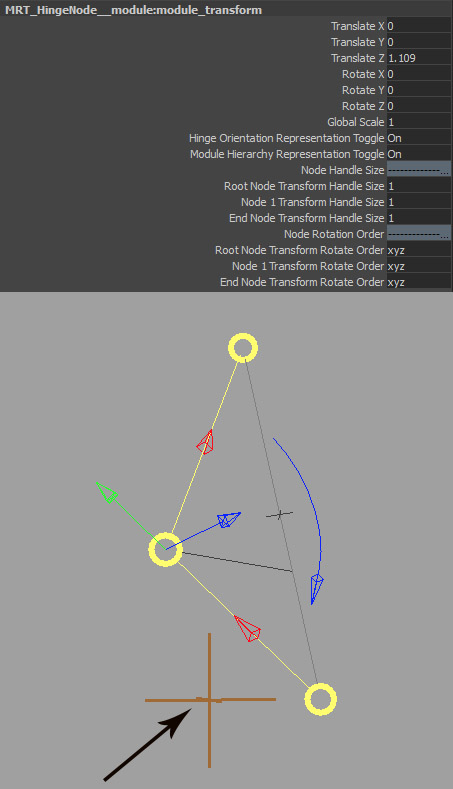 MRT_HingeNode__module:module_transform
Translate X 0
Translate Y 0
Translate Z 1.109
Rotate X 0
Rotate Y 0
Rotate Z 0
Global Scale 1
Hinge Orientation Representation Toggle On
Module Hierarchy Representation Toggle On
Node Handle Size --------------...
Root Node Transform Handle Size 1
Node 1 Transform Handle Size 1
End Node Transform Handle Size 1
Node Rotation Order --------------...
Root Node Transform Rotate Order xyz
Node 1 Transform Rotate Order xyz
End Node Transform Rotate Order xyz